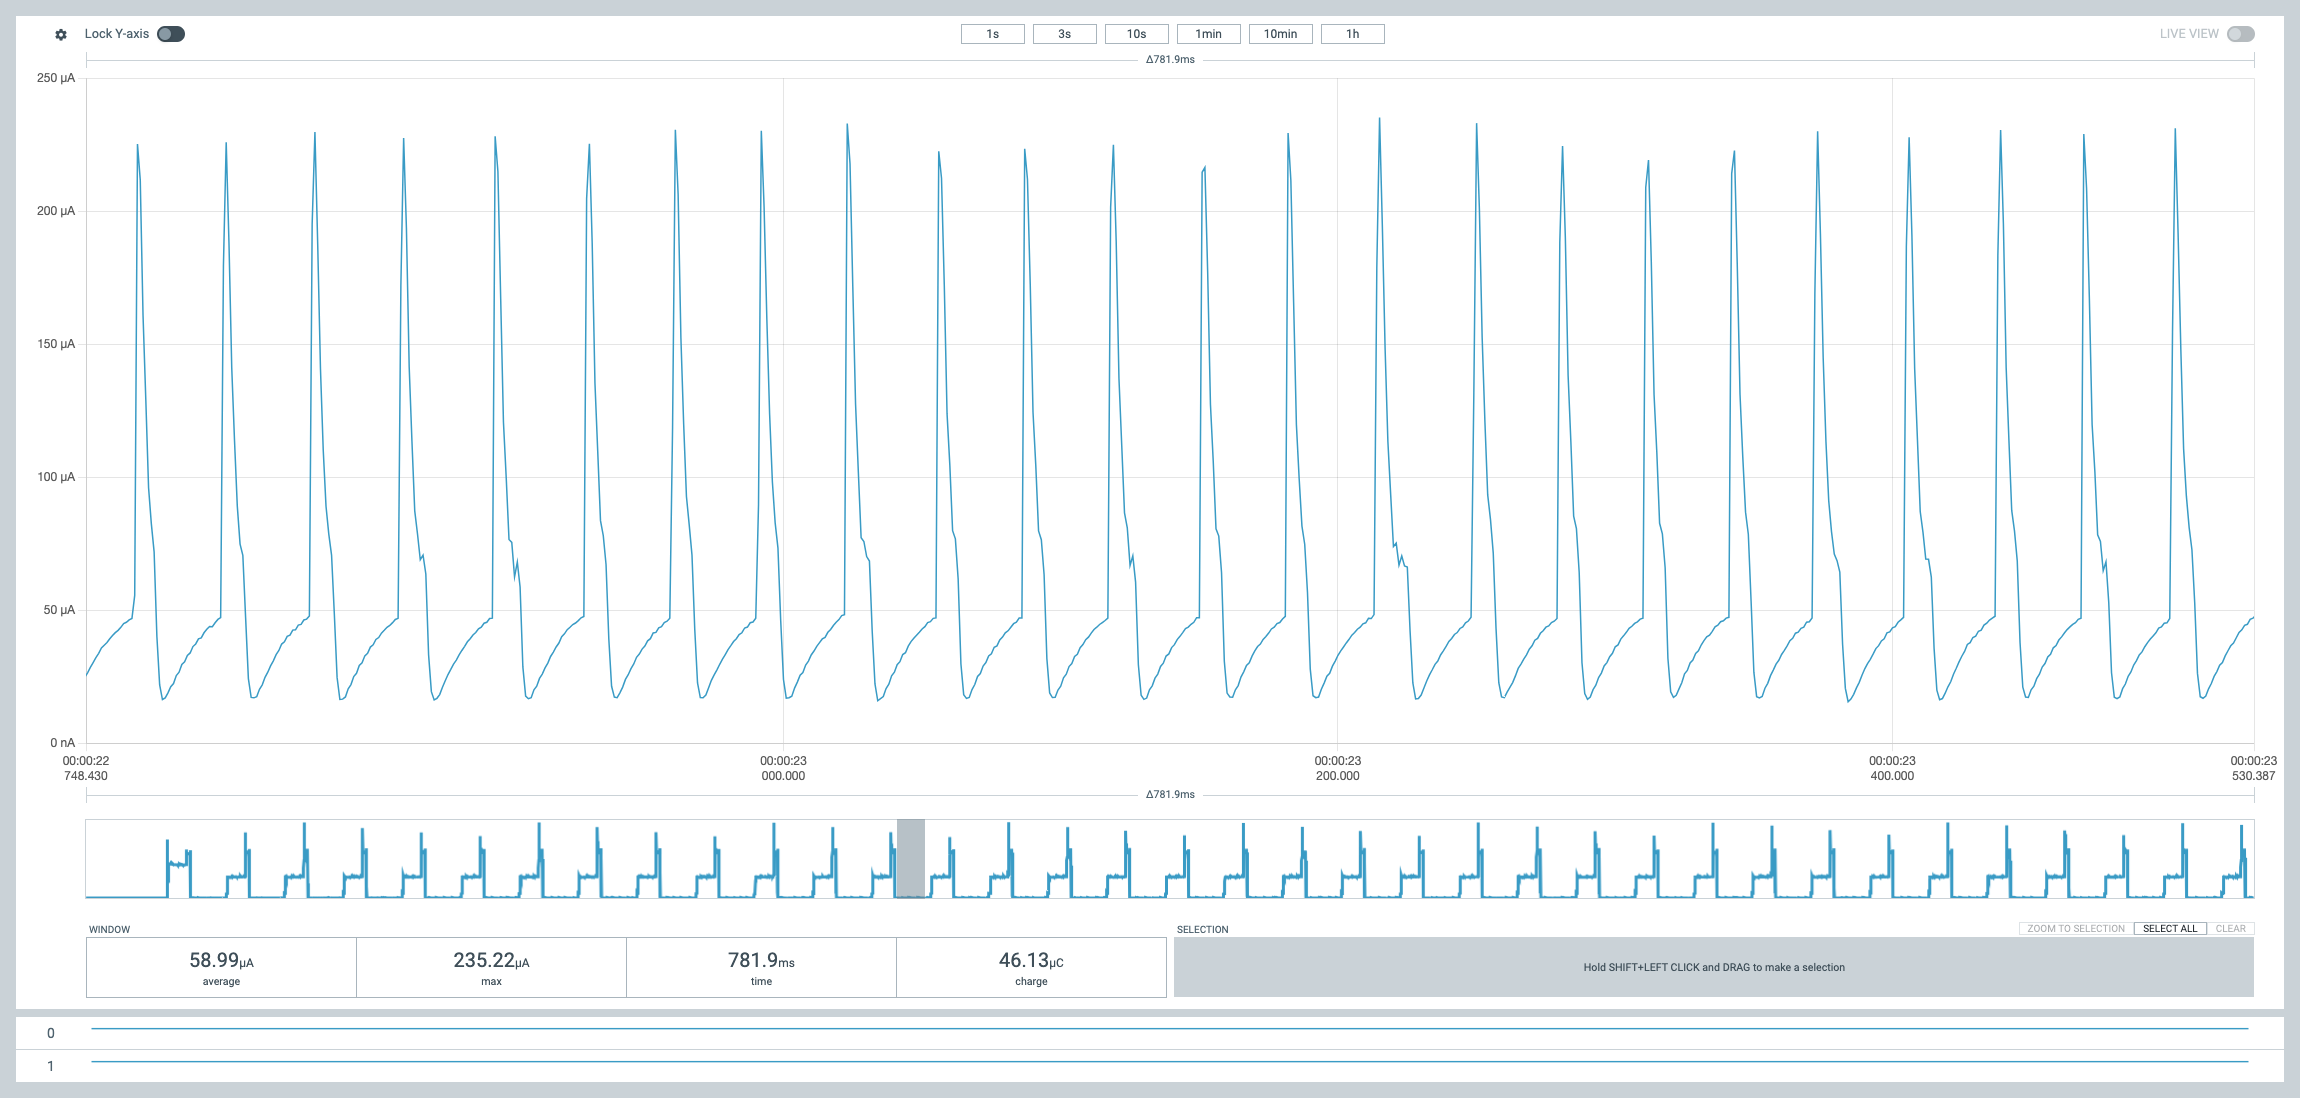 Lock Y-axis 1s 3s 10s 1min 10min 1h LIVE VIEW
Δ781.9ms
250 µA
200 µA
150 µA
100 µA
50 µA
0 nA
00:00:22 00:00:23 00:00:23 00:00:23 00:00:23
748.430 000.000 200.000 400.000 530.387
Δ781.9ms
WINDOW SELECTION ZOOM TO SELECTION SELECT ALL CLEAR
58.99µA 235.22µA 781.9ms 46.13µC
average max time charge
Hold SHIFT+LEFT CLICK and DRAG to make a selection
0
1